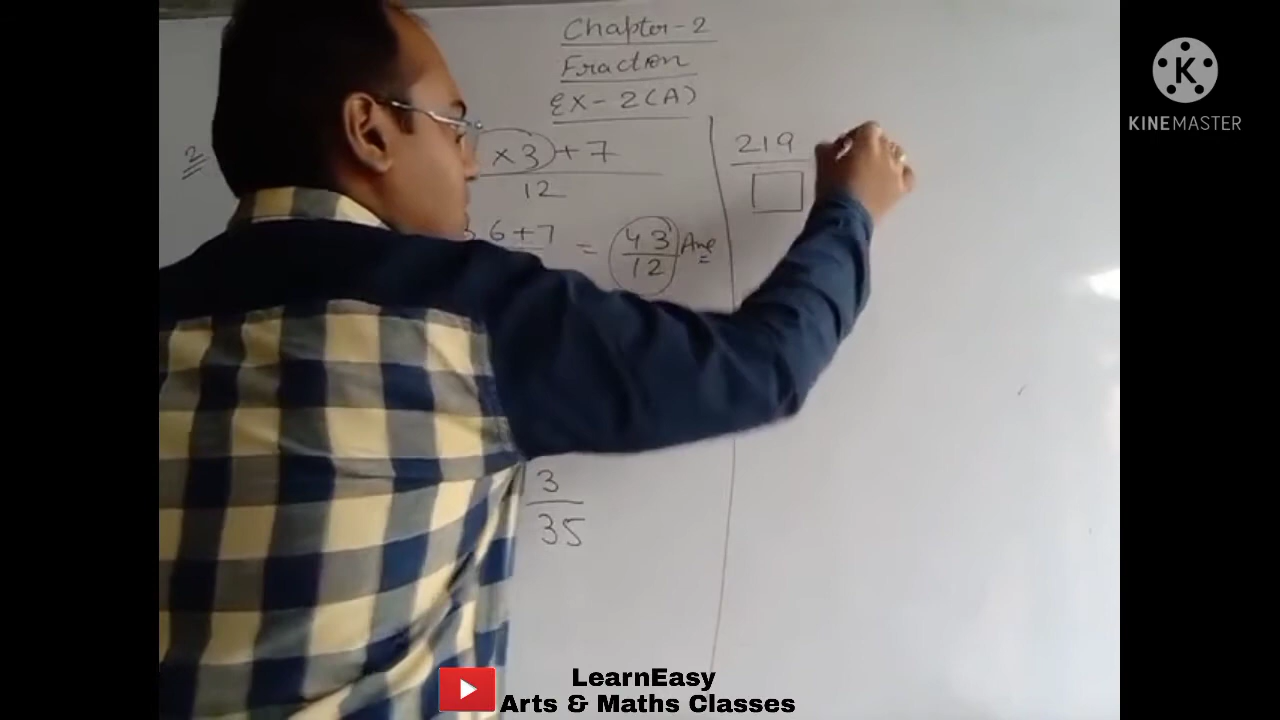 Chapter-2
Fraction
Ex-2(A)
2
×3)+7
12
6+7
= 43 Ans
12
3
35
219
KINEMASTER
LearnEasy
Arts & Maths Classes